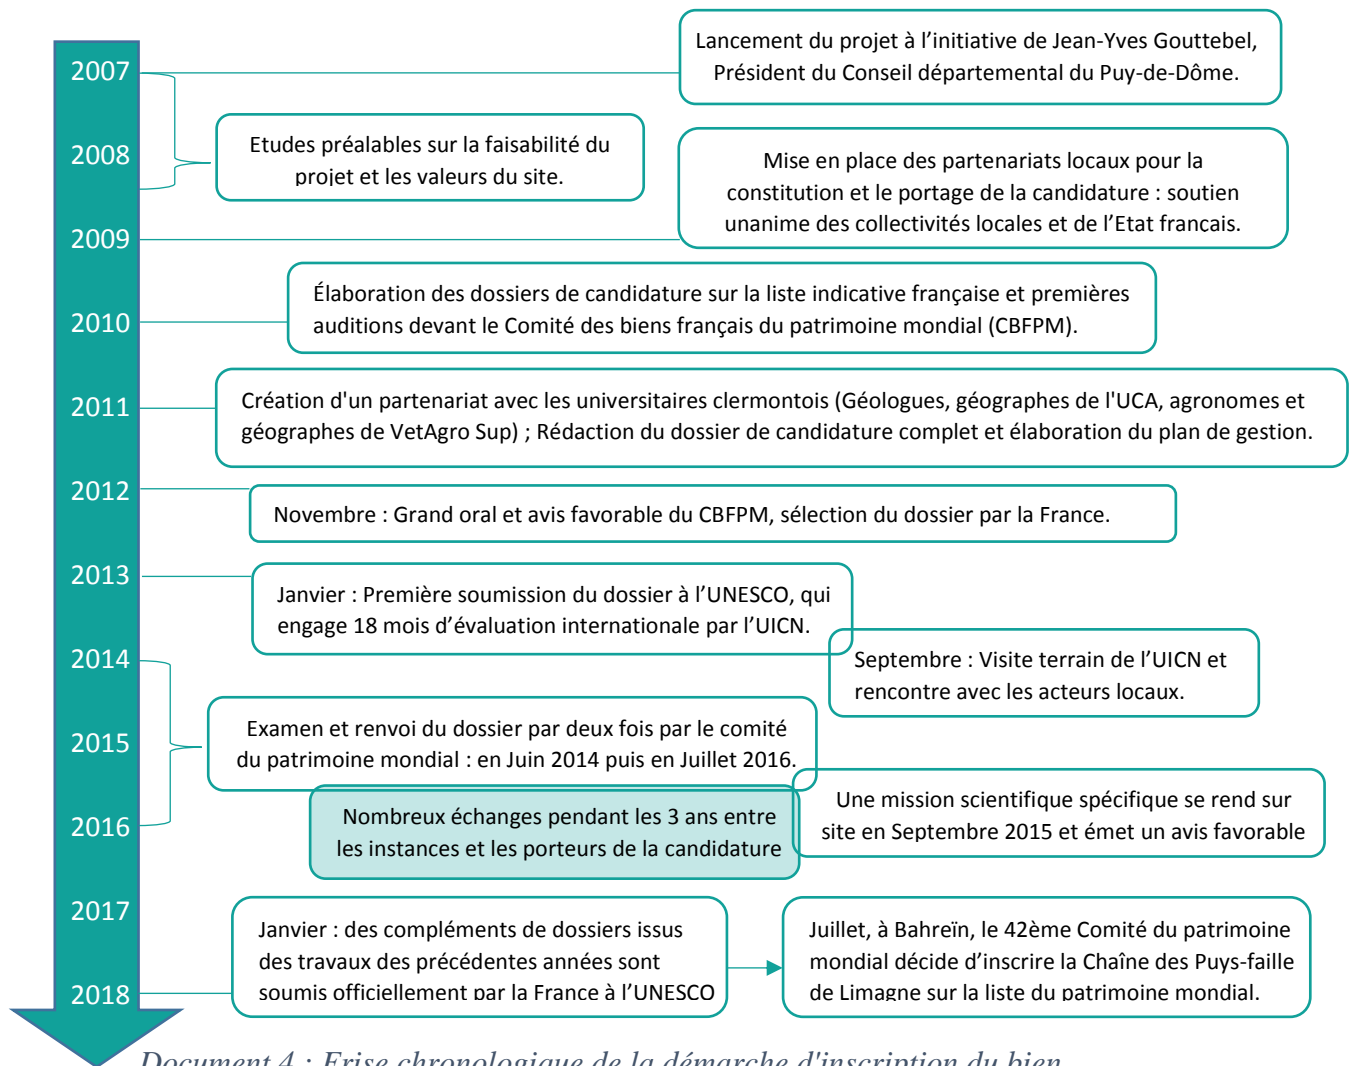 2007
Lancement du projet à l’initiative de Jean-Yves Gouttebel,
Président du Conseil départemental du Puy-de-Dôme.
2008
Etudes préalables sur la faisabilité du
projet et les valeurs du site.
Mise en place des partenariats locaux pour la
constitution et le portage de la candidature : soutien
unanime des collectivités locales et de l’Etat francais.
2009
Élaboration des dossiers de candidature sur la liste indicative française et premières
auditions devant le Comité des biens français du patrimoine mondial (CBFPM).
2010
2011
Création d'un partenariat avec les universitaires clermontois (Géologues, géographes de l'UCA, agronomes et
géographes de VetAgro Sup) ; Rédaction du dossier de candidature complet et élaboration du plan de gestion.
2012
Novembre : Grand oral et avis favorable du CBFPM, sélection du dossier par la France.
2013
Janvier : Première soumission du dossier à l’UNESCO, qui
engage 18 mois d’évaluation internationale par l’UICN.
2014
Septembre : Visite terrain de l’UICN et
rencontre avec les acteurs locaux.
2015
Examen et renvoi du dossier par deux fois par le comité
du patrimoine mondial : en Juin 2014 puis en Juillet 2016.
2016
Nombreux échanges pendant les 3 ans entre
les instances et les porteurs de la candidature
Une mission scientifique spécifique se rend sur
site en Septembre 2015 et émet un avis favorable
2017
Janvier : des compléments de dossiers issus
des travaux des précédentes années sont
soumis officiellement par la France à l’UNESCO
Juillet, à Bahreïn, le 42ème Comité du patrimoine
mondial décide d’inscrire la Chaîne des Puys-faille
de Limagne sur la liste du patrimoine mondial.
2018
Document 4 : Frise chronologique de la démarche d'inscription du bien